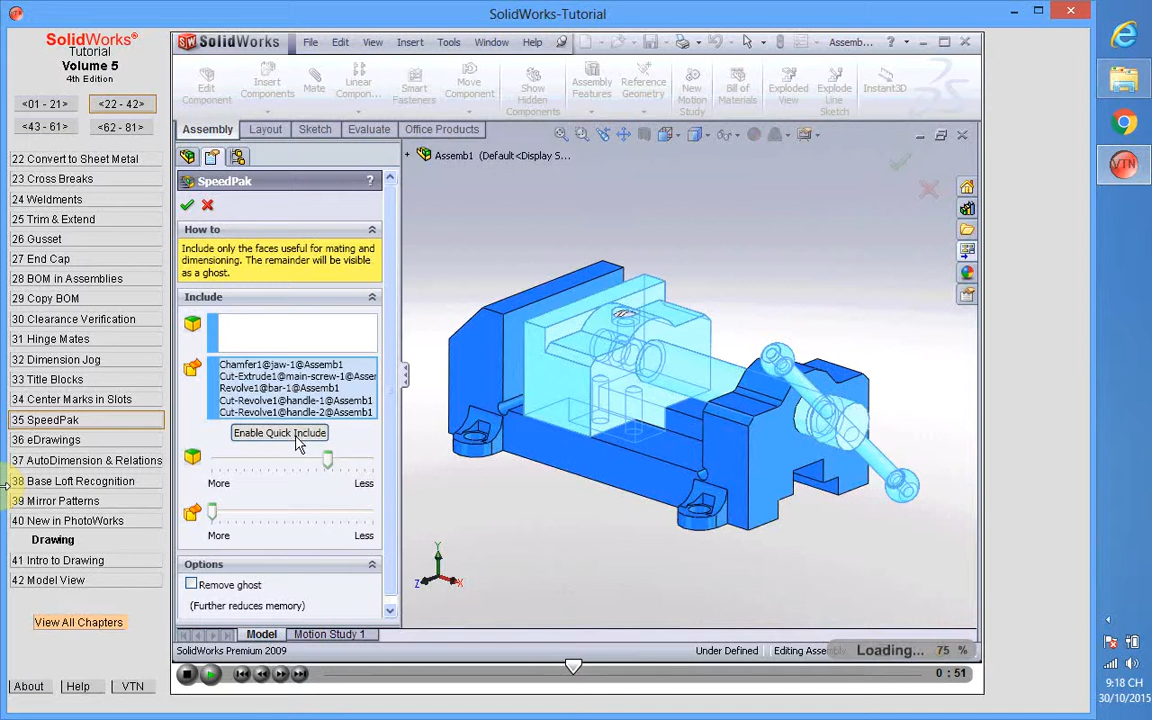 SolidWorks-Tutorial
SolidWorks®
Tutorial
Volume 5
4th Edition
<01 - 21>
<22 - 42>
<43 - 61>
<62 - 81>
22 Convert to Sheet Metal
23 Cross Breaks
24 Weldments
25 Trim & Extend
26 Gusset
27 End Cap
28 BOM in Assemblies
29 Copy BOM
30 Clearance Verification
31 Hinge Mates
32 Dimension Jog
33 Title Blocks
34 Center Marks in Slots
35 SpeedPak
36 eDrawings
37 AutoDimension & Relations
38 Base Loft Recognition
39 Mirror Patterns
40 New in PhotoWorks
Drawing
41 Intro to Drawing
42 Model View
View All Chapters
About
Help
VTN
SolidWorks
File
Edit
View
Insert
Tools
Window
Help
Assemb...
?
Edit
Component
Insert
Components
Mate
Linear
Compon...
Smart
Fasteners
Move
Component
Show
Hidden
Components
Assembly
Features
Reference
Geometry
New
Motion
Study
Bill of
Materials
Exploded
View
Explode
Line
Sketch
Instant3D
Assembly
Layout
Sketch
Evaluate
Office Products
SpeedPak
?
How to
Include only the faces useful for mating and
dimensioning. The remainder will be visible
as a ghost.
Include
Chamfer1@jaw-1@Assemb1
Cut-Extrude1@main-screw-1@Asser
Revolve1@bar-1@Assemb1
Cut-Revolve1@handle-1@Assemb1
Cut-Revolve1@handle-2@Assemb1
Enable Quick Include
More
Less
More
Less
Options
Remove ghost
(Further reduces memory)
Assemb1 (Default<Display S...
Y
Z
X
Model
Motion Study 1
SolidWorks Premium 2009
Under Defined
Editing Assemb
Loading... 75 %
0 : 51
VTN
9:18 CH
30/10/2015